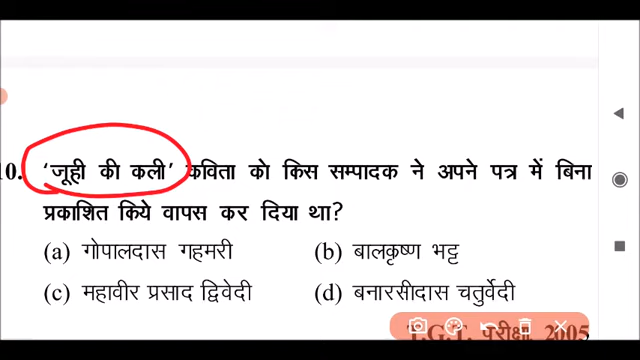 10. 'जूही की कली' कविता को किस सम्पादक ने अपने पत्र में बिना
प्रकाशित किये वापस कर दिया था?
(a) गोपालदास गहमरी (b) बालकृष्ण भट्ट
(c) महावीर प्रसाद द्विवेदी (d) बनारसीदास चतुर्वेदी
T.G.T. परीक्षा, 2005